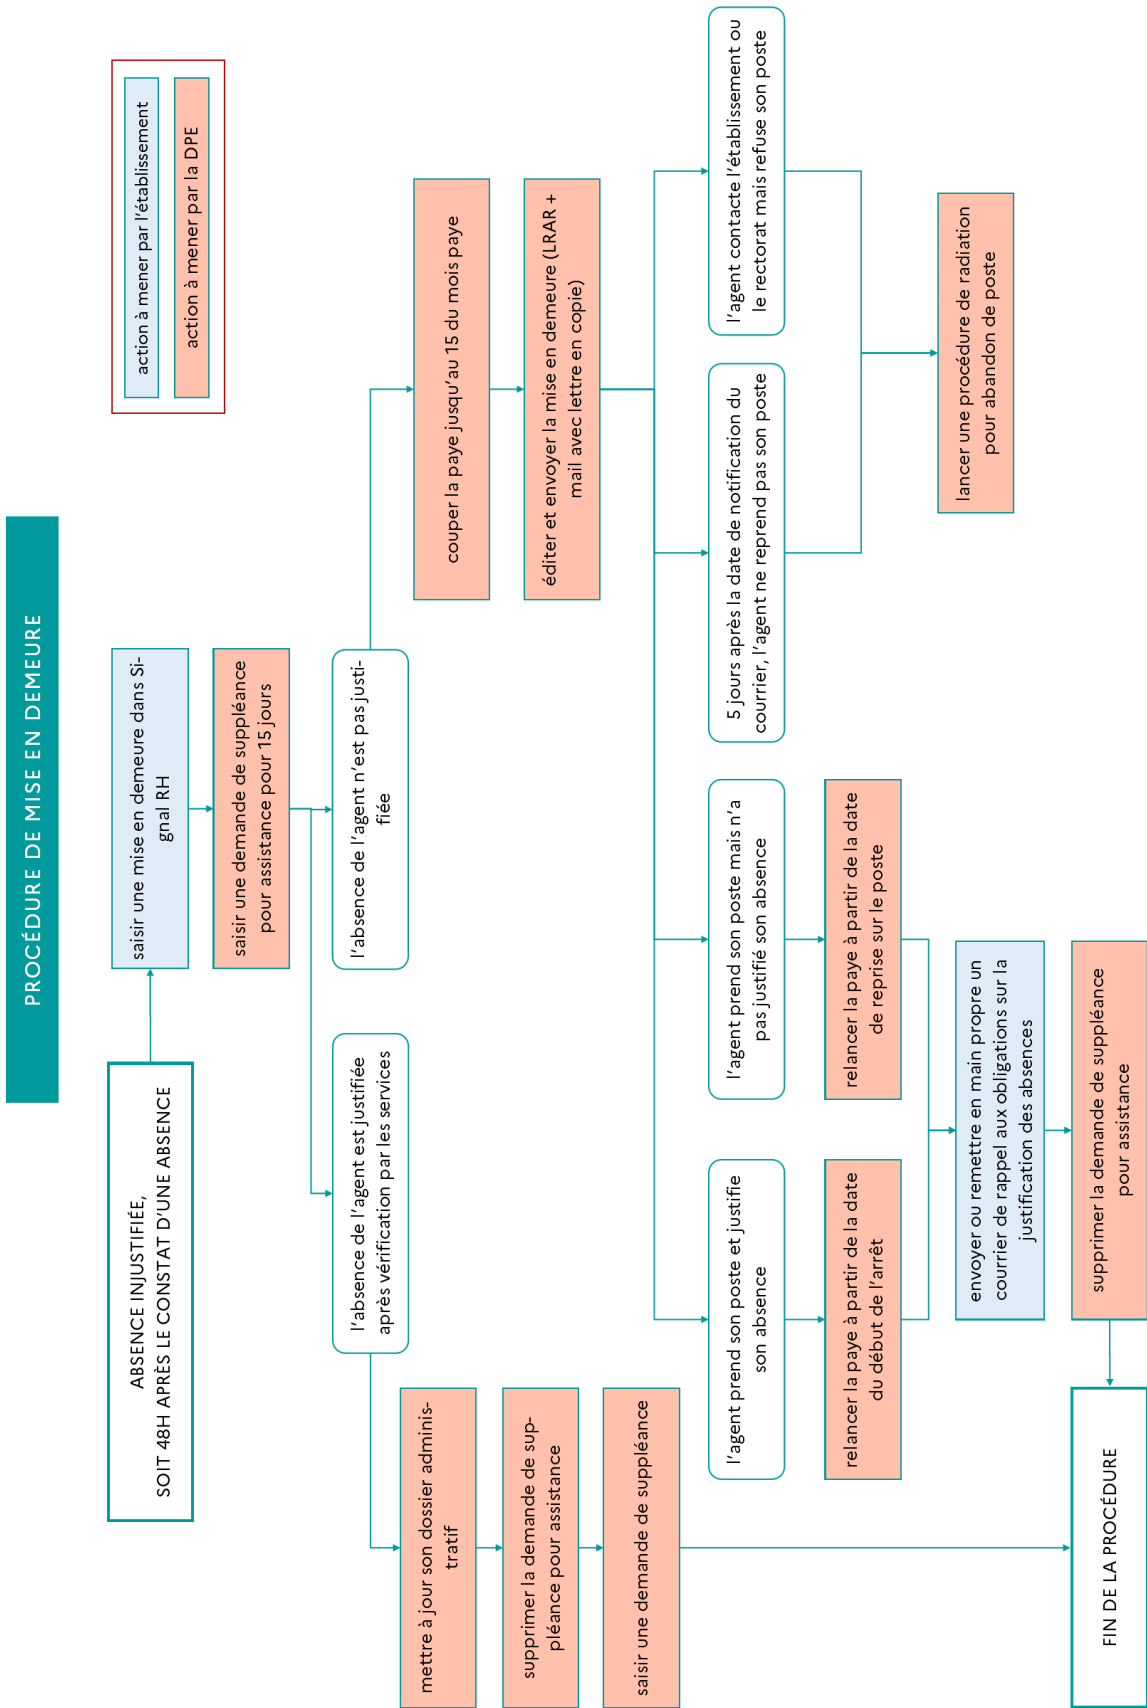 PROCÉDURE DE MISE EN DEMEURE
ABSENCE INJUSTIFIÉE,
SOIT 48H APRÈS LE CONSTAT D'UNE ABSENCE
saisir une mise en demeure dans Si-
gnal RH
action à mener par l'établissement
action à mener par la DPE
saisir une demande de suppléance
pour assistance pour 15 jours
l'absence de l'agent est justifiée
après vérification par les services
l'absence de l'agent n'est pas justi-
fiée
mettre à jour son dossier adminis-
tratif
supprimer la demande de sup-
pléance pour assistance
saisir une demande de suppléance
couper la paye jusqu'au 15 du mois paye
éditer et envoyer la mise en demeure (LRAR +
mail avec lettre en copie)
l'agent prend son poste et justifie
son absence
l'agent prend son poste mais n'a
pas justifié son absence
5 jours après la date de notification du
courrier, l'agent ne reprend pas son poste
l'agent contacte l'établissement ou
le rectorat mais refuse son poste
relancer la paye à partir de la date
du début de l'arrêt
relancer la paye à partir de la date
de reprise sur le poste
envoyer ou remettre en main propre un
courrier de rappel aux obligations sur la
justification des absences
lancer une procédure de radiation
pour abandon de poste
supprimer la demande de suppléance
pour assistance
FIN DE LA PROCÉDURE